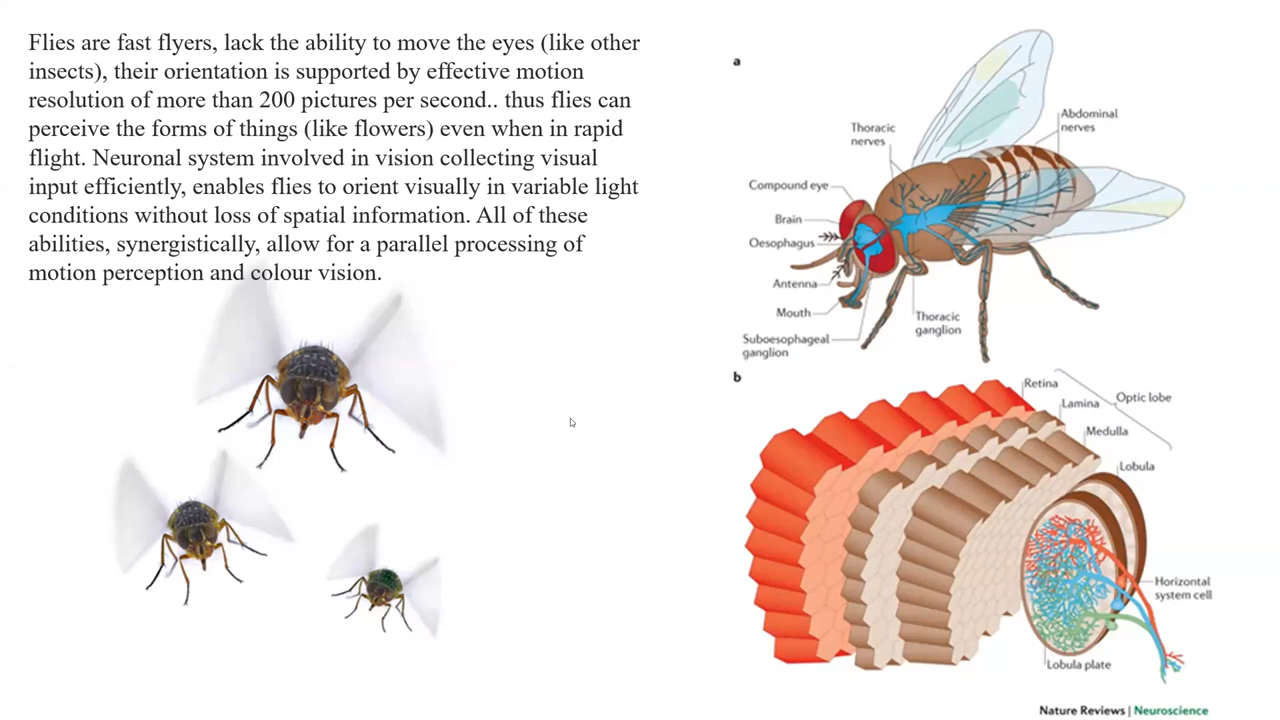 Flies are fast flyers, lack the ability to move the eyes (like other
insects), their orientation is supported by effective motion
resolution of more than 200 pictures per second.. thus flies can
perceive the forms of things (like flowers) even when in rapid
flight. Neuronal system involved in vision collecting visual
input efficiently, enables flies to orient visually in variable light
conditions without loss of spatial information. All of these
abilities, synergistically, allow for a parallel processing of
motion perception and colour vision.
a
Abdominal
nerves
Thoracic
nerves
Compound eye
Brain
Oesophagus
Antenna
Mouth
Thoracic
ganglion
Suboesophageal
ganglion
b
Retina
Optic lobe
Lamina
Medulla
Lobula
Horizontal
system cell
Lobula plate
Nature Reviews | Neuroscience